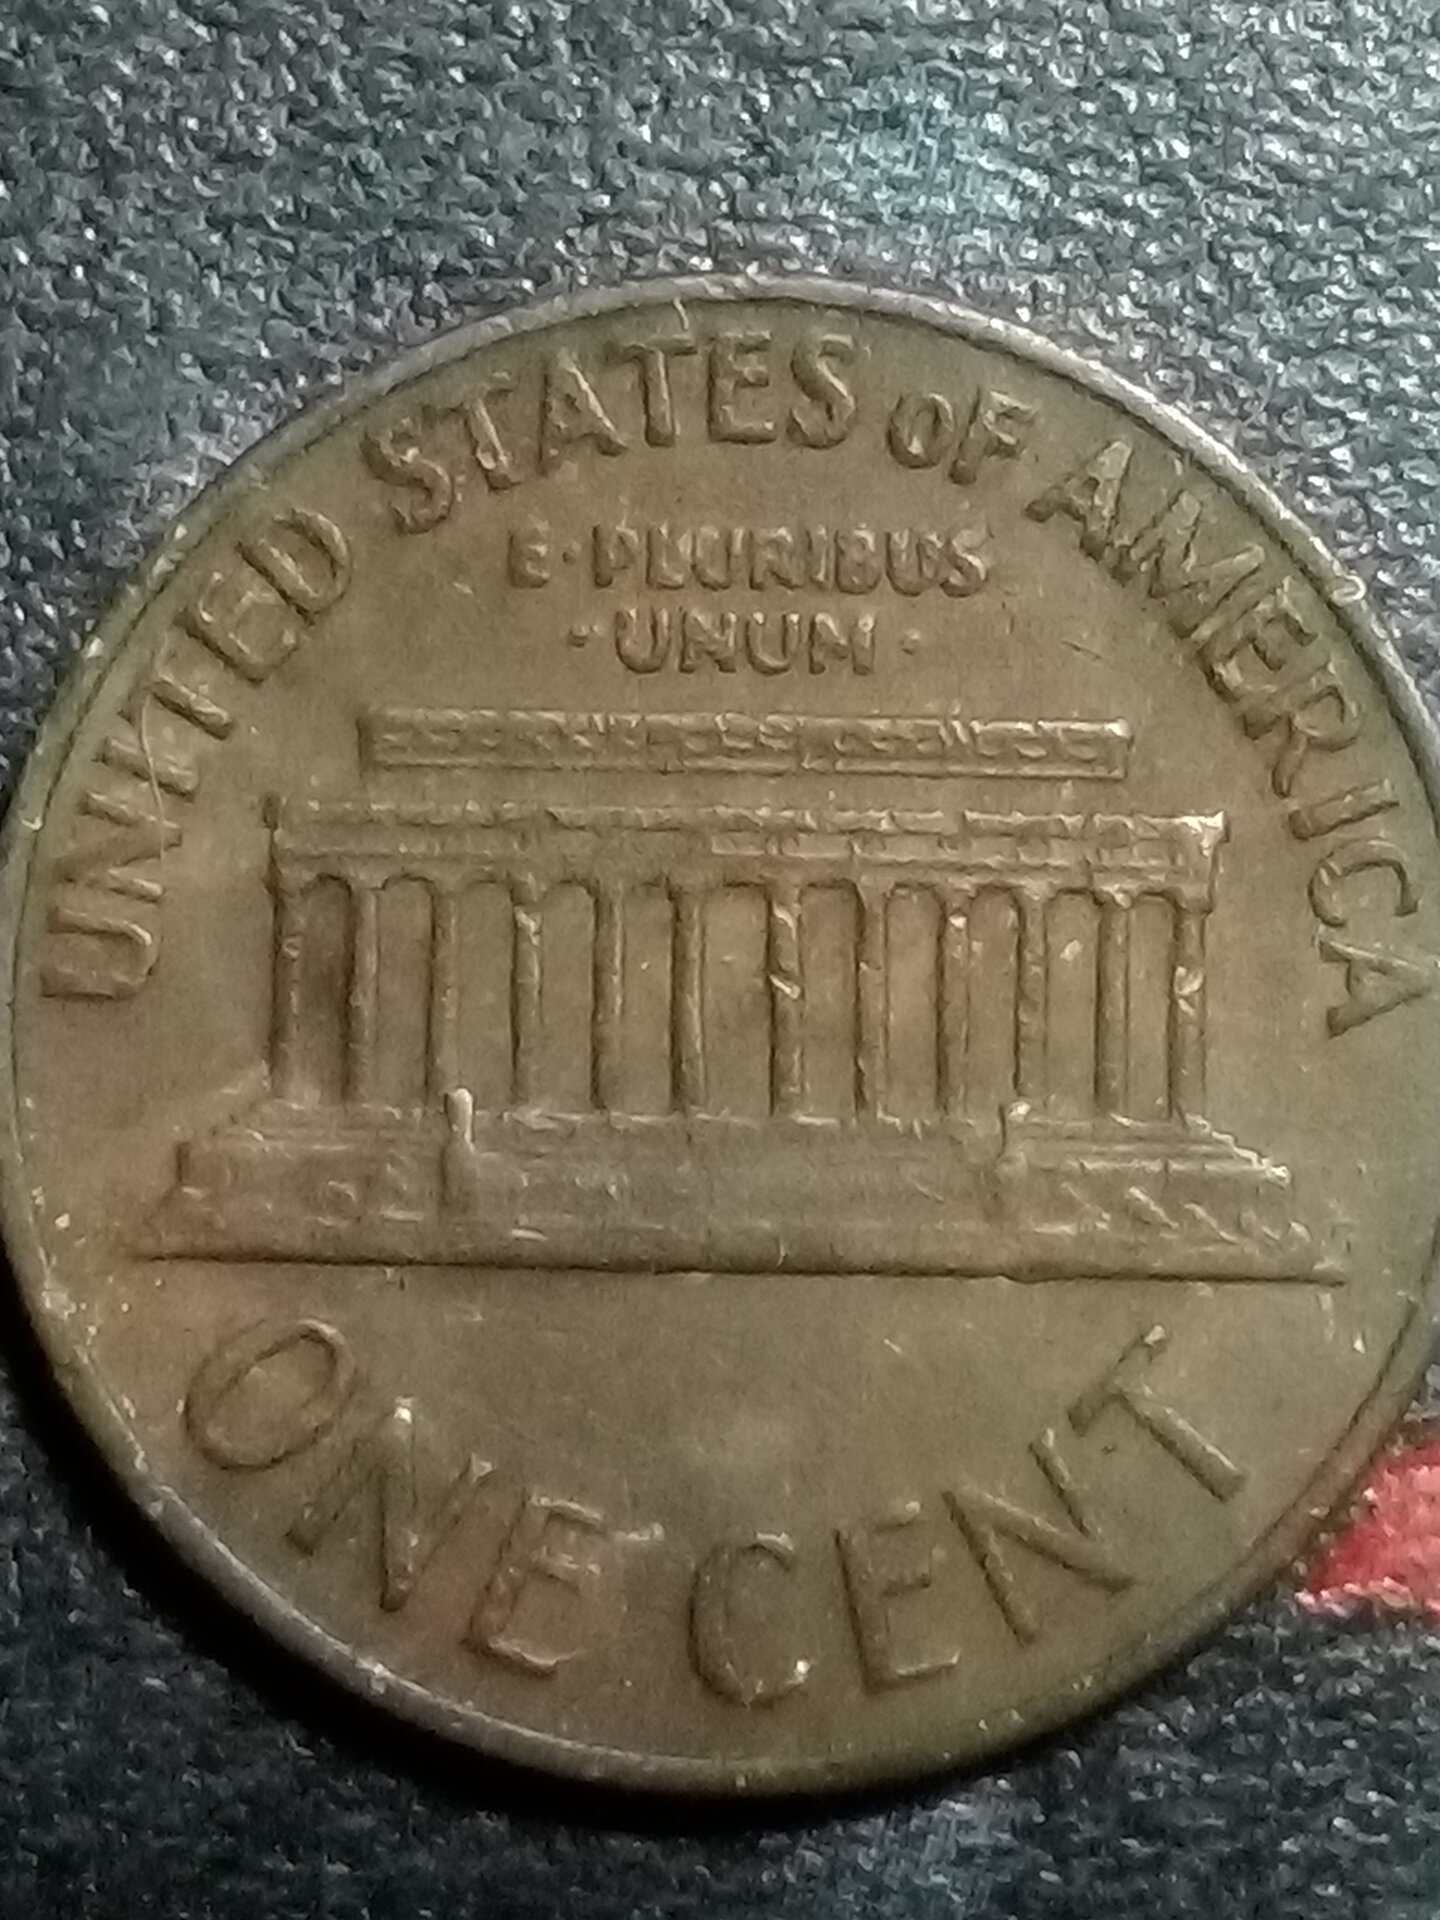 UNITED STATES OF AMERICA
E·PLURIBUS
·UNUM·
ONE CENT